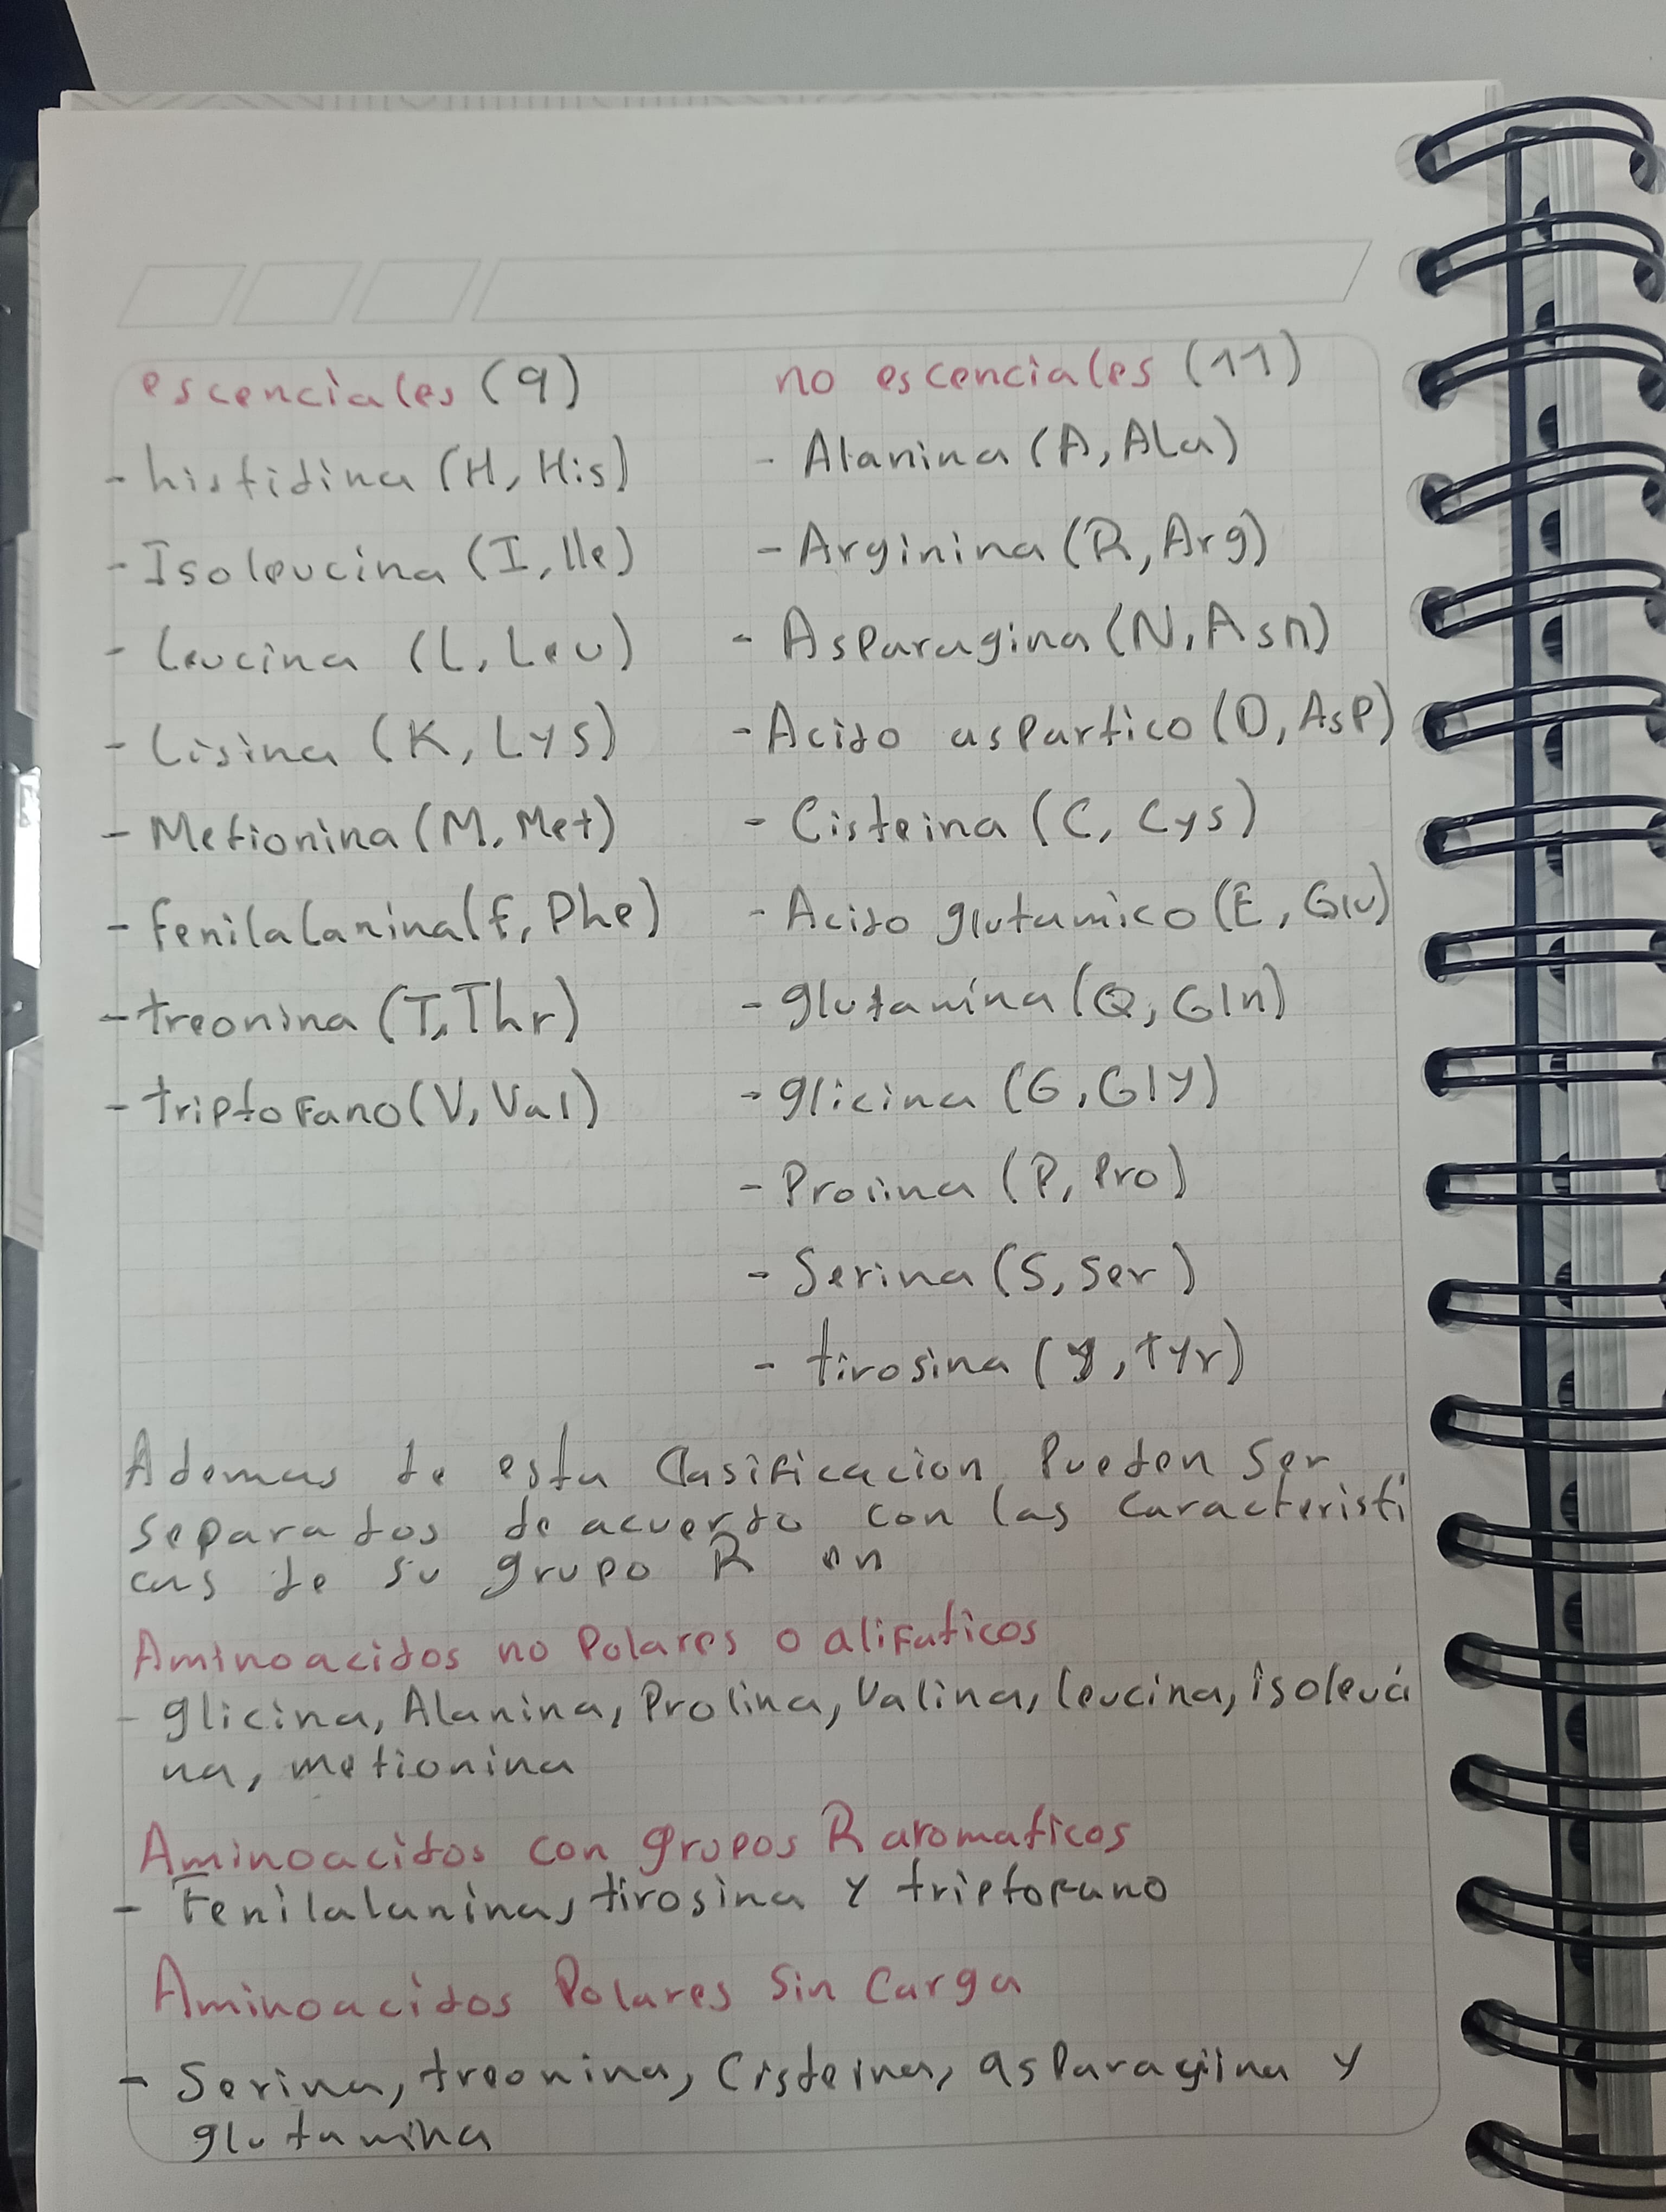 escenciales (9)
no escenciales (11)
- histidina (H, His)
- Alanina (A, Ala)
- Isoleucina (I, Ile)
- Arginina (R, Arg)
- leucina (L, Leu)
- Asparagina (N, Asn)
- lisina (K, Lys)
- Acido aspartico (D, Asp)
- Metionina (M, Met)
- Cisteina (C, Cys)
- fenilalanina (f, Phe)
- Acido glutamico (E, Glu)
- treonina (T, Thr)
- glutamina (Q, Gln)
- triptofano (V, Val)
- glicina (G, Gly)
- Prolina (P, Pro)
- Serina (S, Ser)
- tirosina (Y, Tyr)
Ademas de esta Clasificacion Pueden Ser
separados de acuerdo con las caracteristi
cas de su grupo R en
Aminoacidos no Polares o alifaticos
- glicina, Alanina, Prolina, Valina, leucina, isoleuci
na, metionina
Aminoacidos con grupos R aromaticos
- Fenilalanina, tirosina y triptofano
Aminoacidos Polares Sin Carga
- Serina, treonina, Cisteina, asparagina y
glutamina